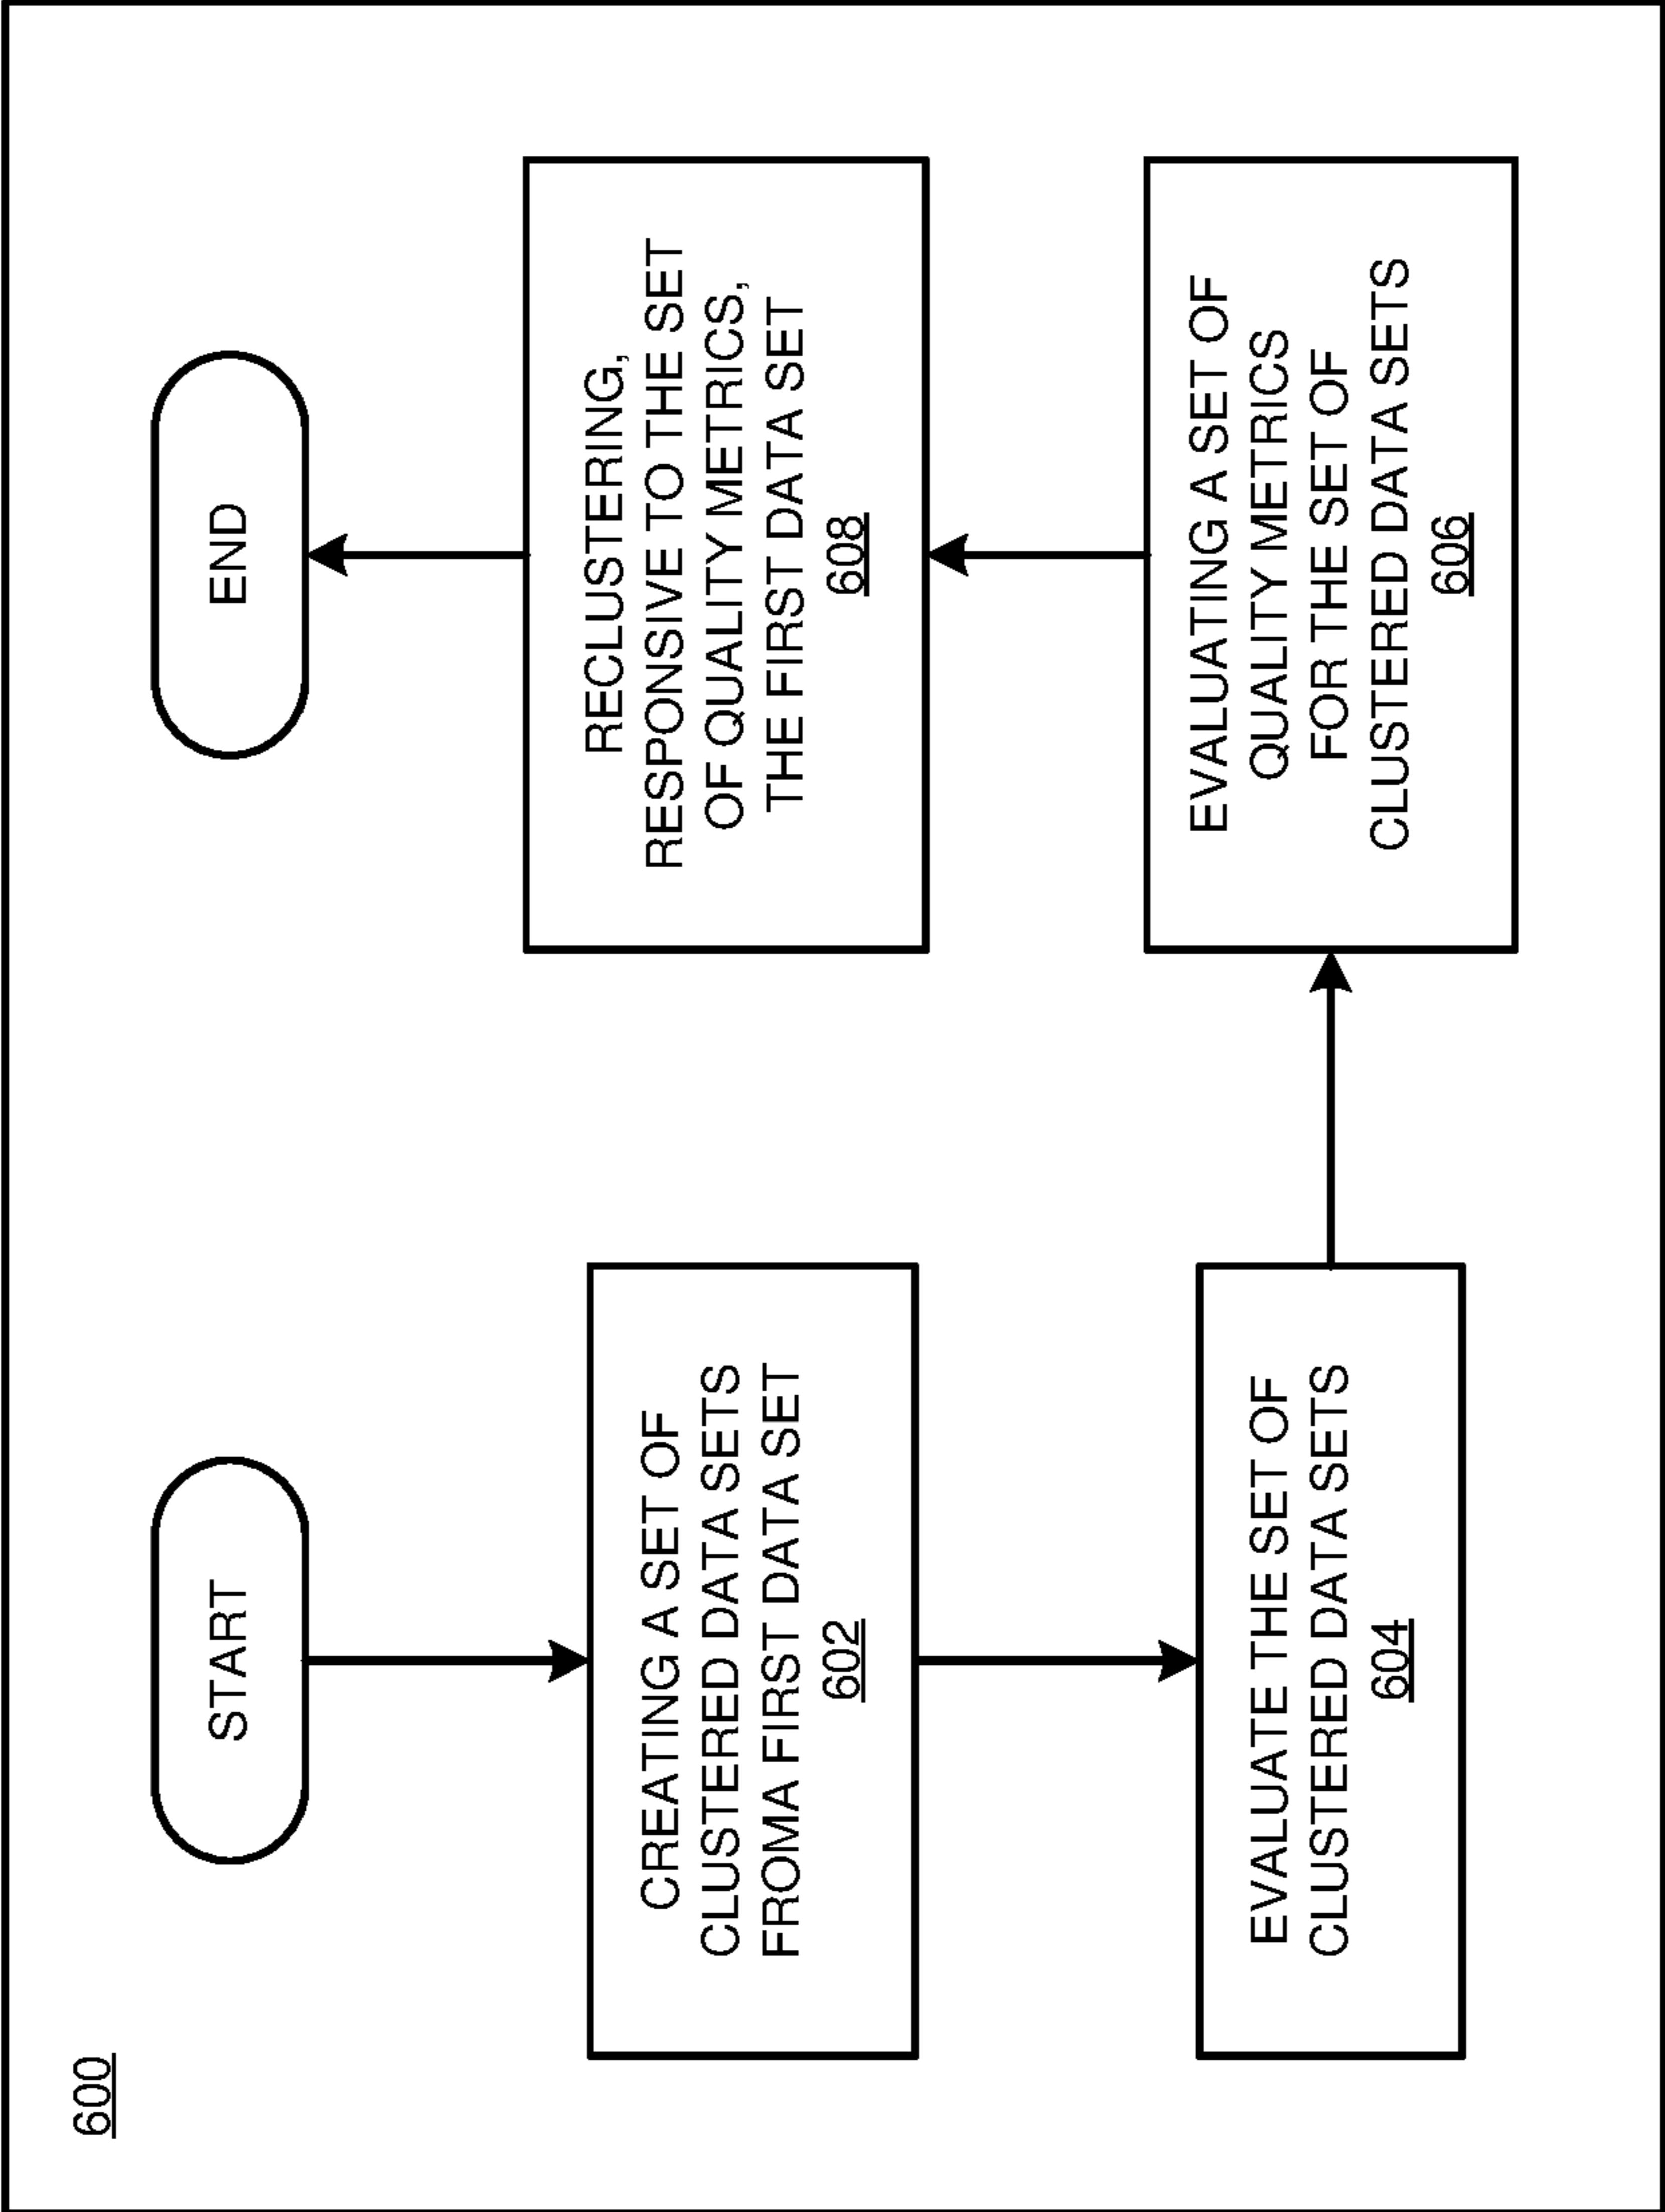 600
START
CREATING A SET OF
CLUSTERED DATA SETS
FROMA FIRST DATA SET
602
EVALUATE THE SET OF
CLUSTERED DATA SETS
604
EVALUATING A SET OF
QUALITY METRICS
FOR THE SET OF
CLUSTERED DATA SETS
606
RECLUSTERING,
RESPONSIVE TO THE SET
OF QUALITY METRICS,
THE FIRST DATA SET
608
END